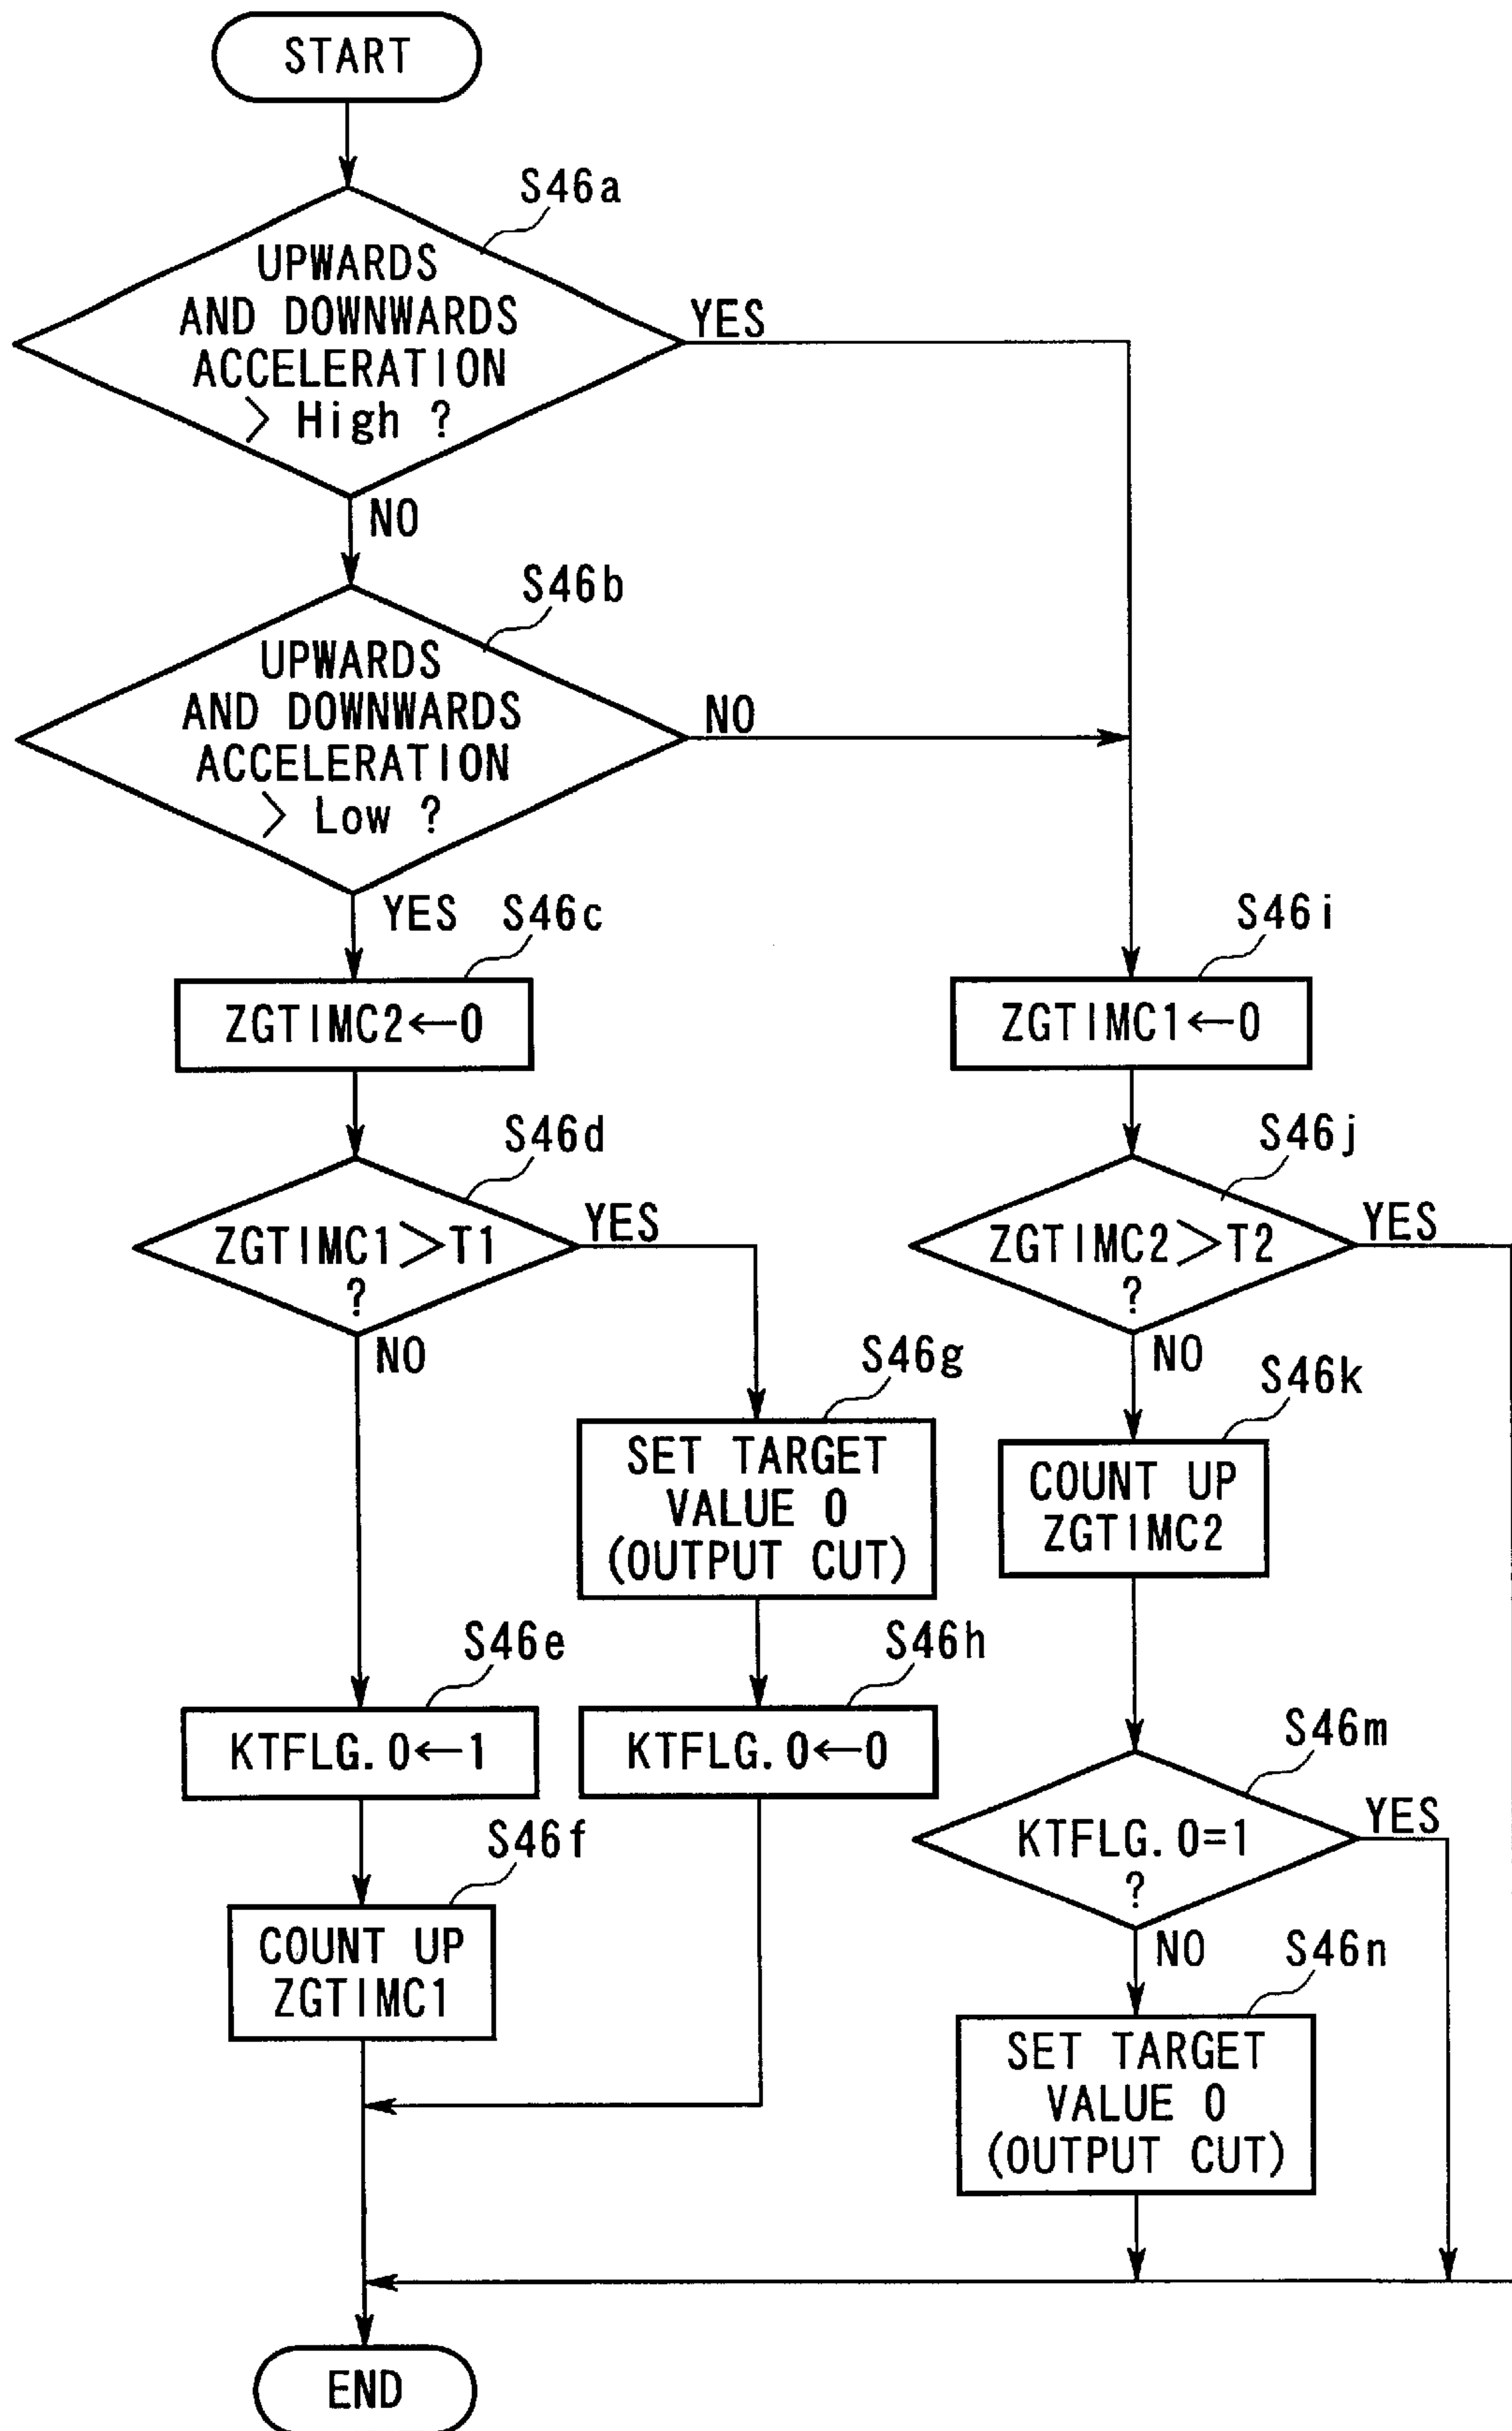 START
S46a
UPWARDS
AND DOWNWARDS
ACCELERATION
> High ?
YES
NO
S46b
UPWARDS
AND DOWNWARDS
ACCELERATION
> Low ?
NO
YES
S46c
ZGTIMC2←0
S46i
ZGTIMC1←0
S46d
ZGTIMC1>T1
?
YES
NO
S46j
ZGTIMC2>T2
?
YES
NO
S46g
SET TARGET
VALUE 0
(OUTPUT CUT)
S46k
COUNT UP
ZGTIMC2
S46e
KTFLG.0←1
S46h
KTFLG.0←0
S46m
KTFLG.0=1
?
YES
NO
S46f
COUNT UP
ZGTIMC1
S46n
SET TARGET
VALUE 0
(OUTPUT CUT)
END